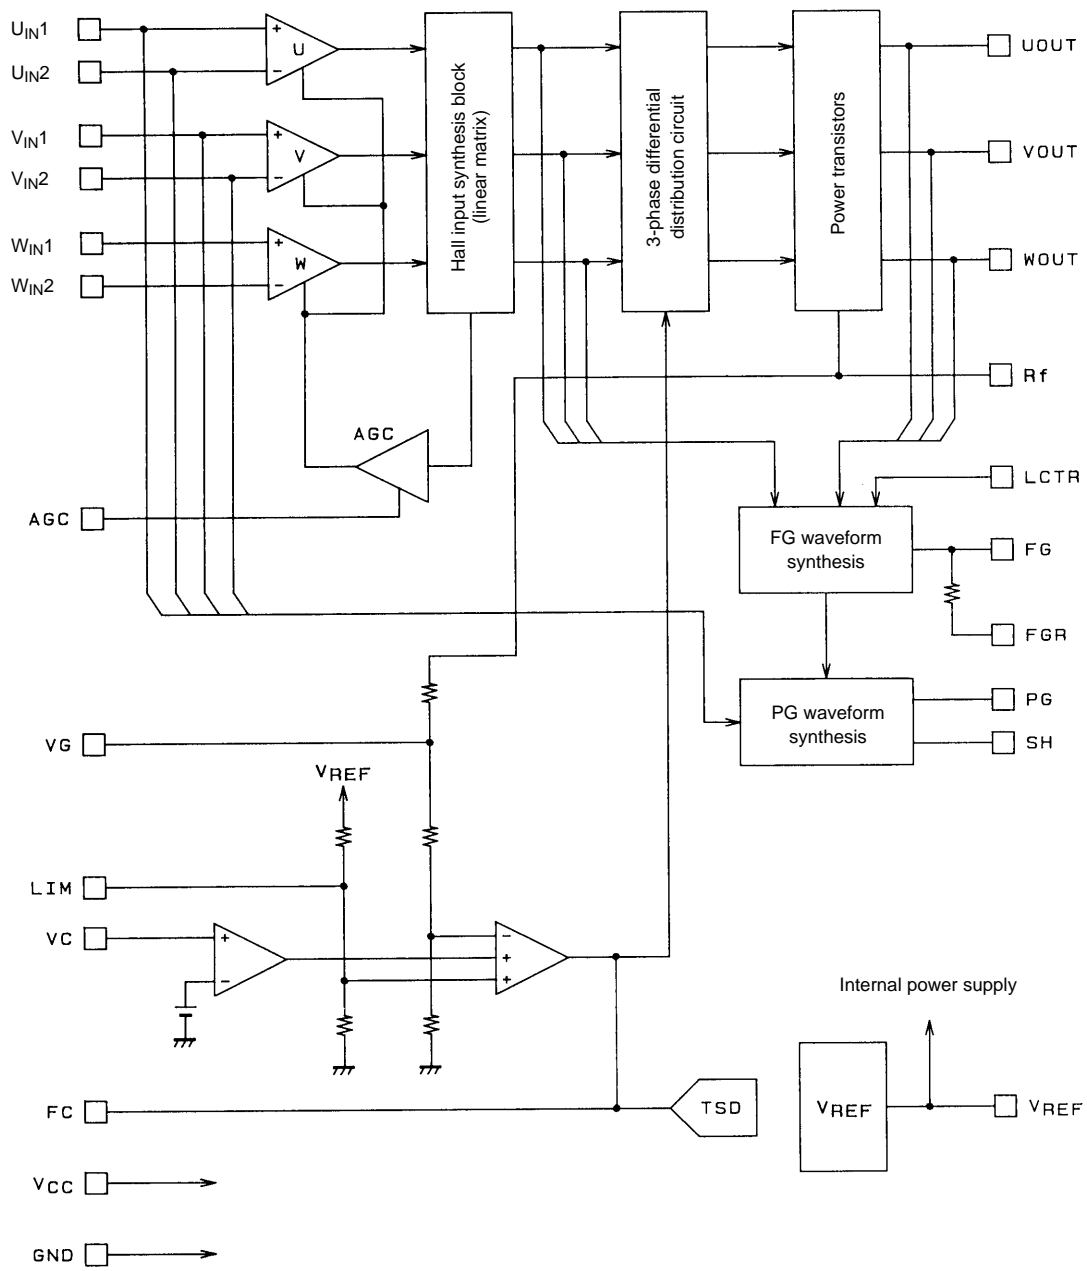 UIN1
UIN2
VIN1
VIN2
WIN1
WIN2
+
U
−
+
V
−
+
W
−
Hall input synthesis block
(linear matrix)
3-phase differential
distribution circuit
Power transistors
UOUT
VOUT
WOUT
Rf
AGC
AGC
LCTR
FG waveform
synthesis
FG
FGR
PG waveform
synthesis
PG
SH
VG
VREF
LIM
VC
+
−
−
+
+
Internal power supply
FC
TSD
VREF
VREF
VCC
GND